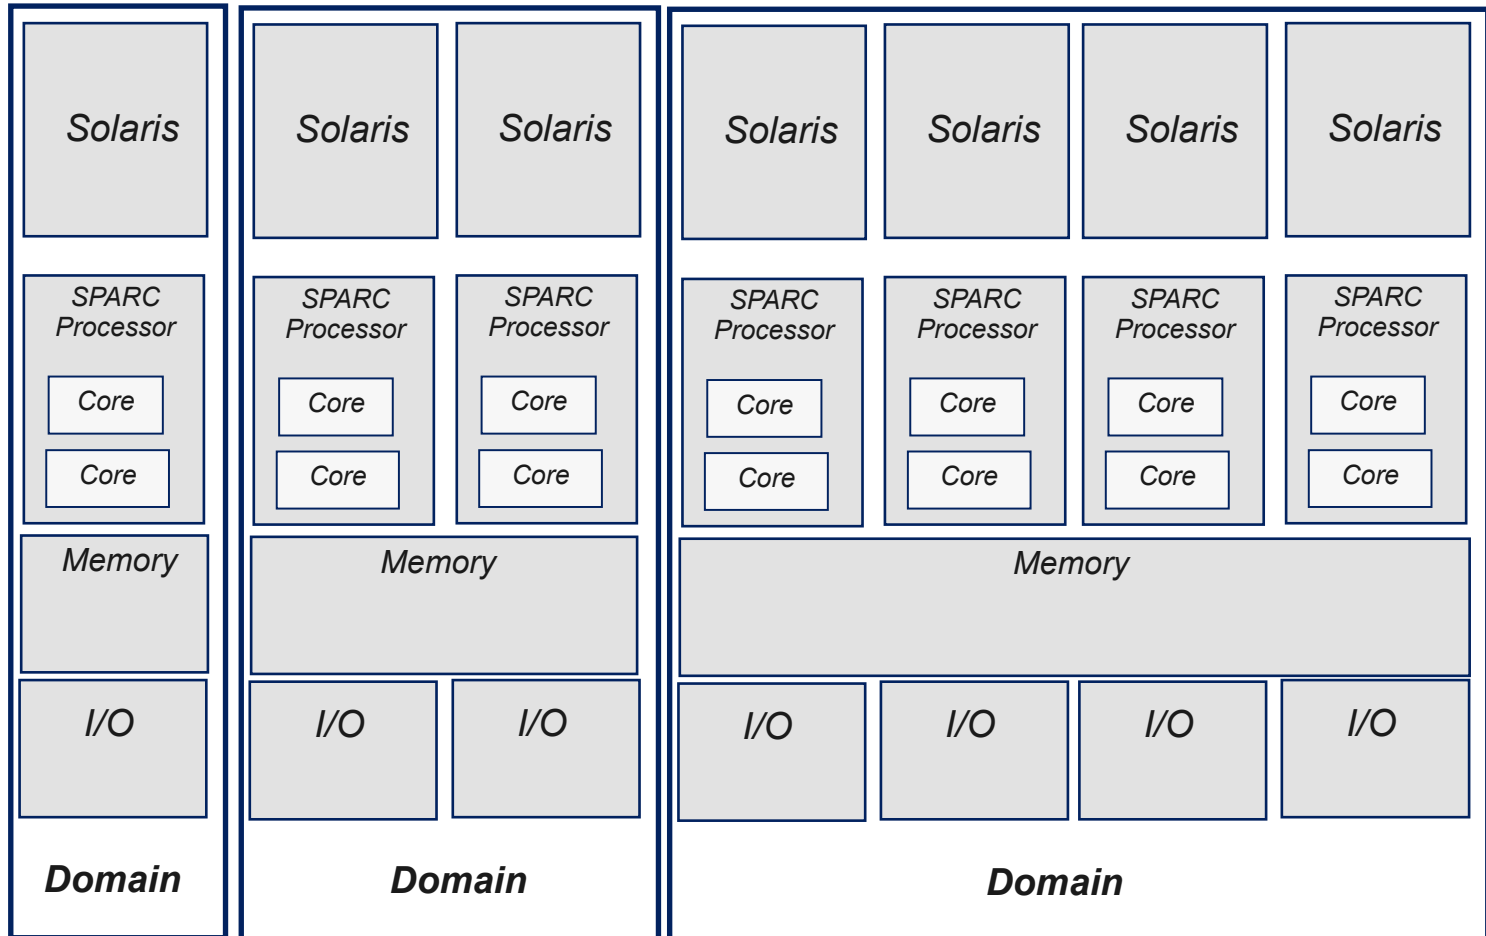 Solaris
SPARC
Processor
Core
Core
Memory
I/O
Domain
Solaris
Solaris
SPARC
Processor
Core
Core
SPARC
Processor
Core
Core
Memory
I/O
I/O
Domain
Solaris
Solaris
Solaris
Solaris
SPARC
Processor
Core
Core
SPARC
Processor
Core
Core
SPARC
Processor
Core
Core
SPARC
Processor
Core
Core
Memory
I/O
I/O
I/O
I/O
Domain